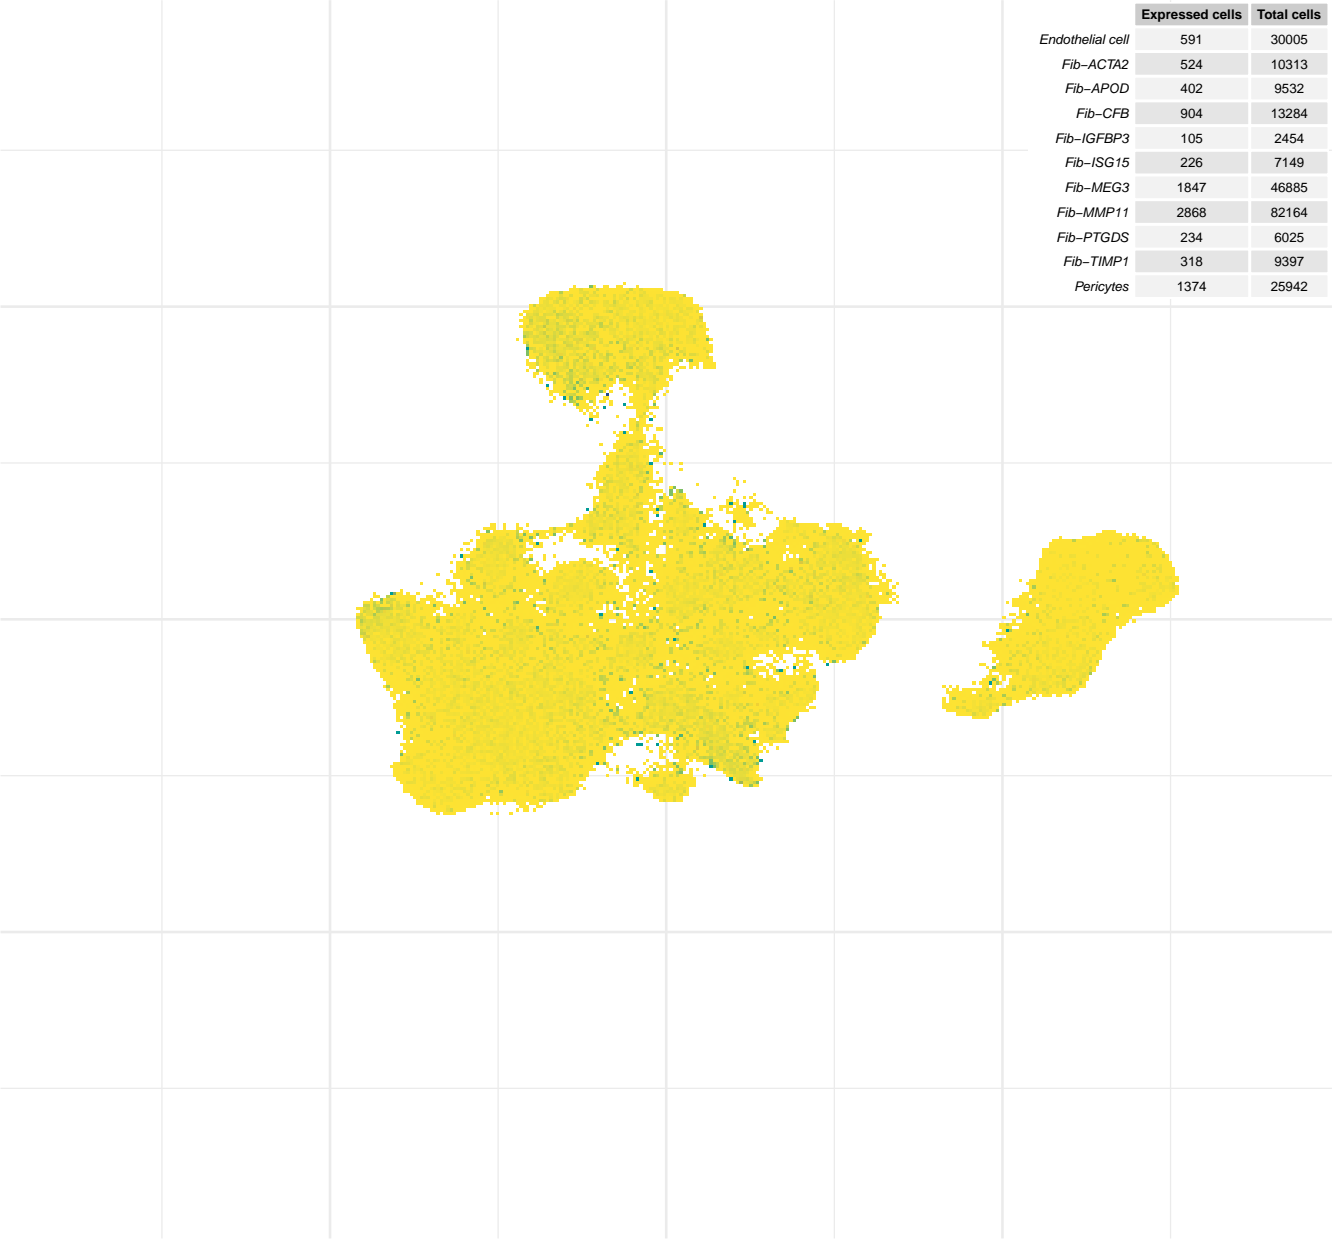 Expressed cells Total cells
Endothelial cell 591 30005
Fib−ACTA2 524 10313
Fib−APOD 402 9532
Fib−CFB 904 13284
Fib−IGFBP3 105 2454
Fib−ISG15 226 7149
Fib−MEG3 1847 46885
Fib−MMP11 2868 82164
Fib−PTGDS 234 6025
Fib−TIMP1 318 9397
Pericytes 1374 25942